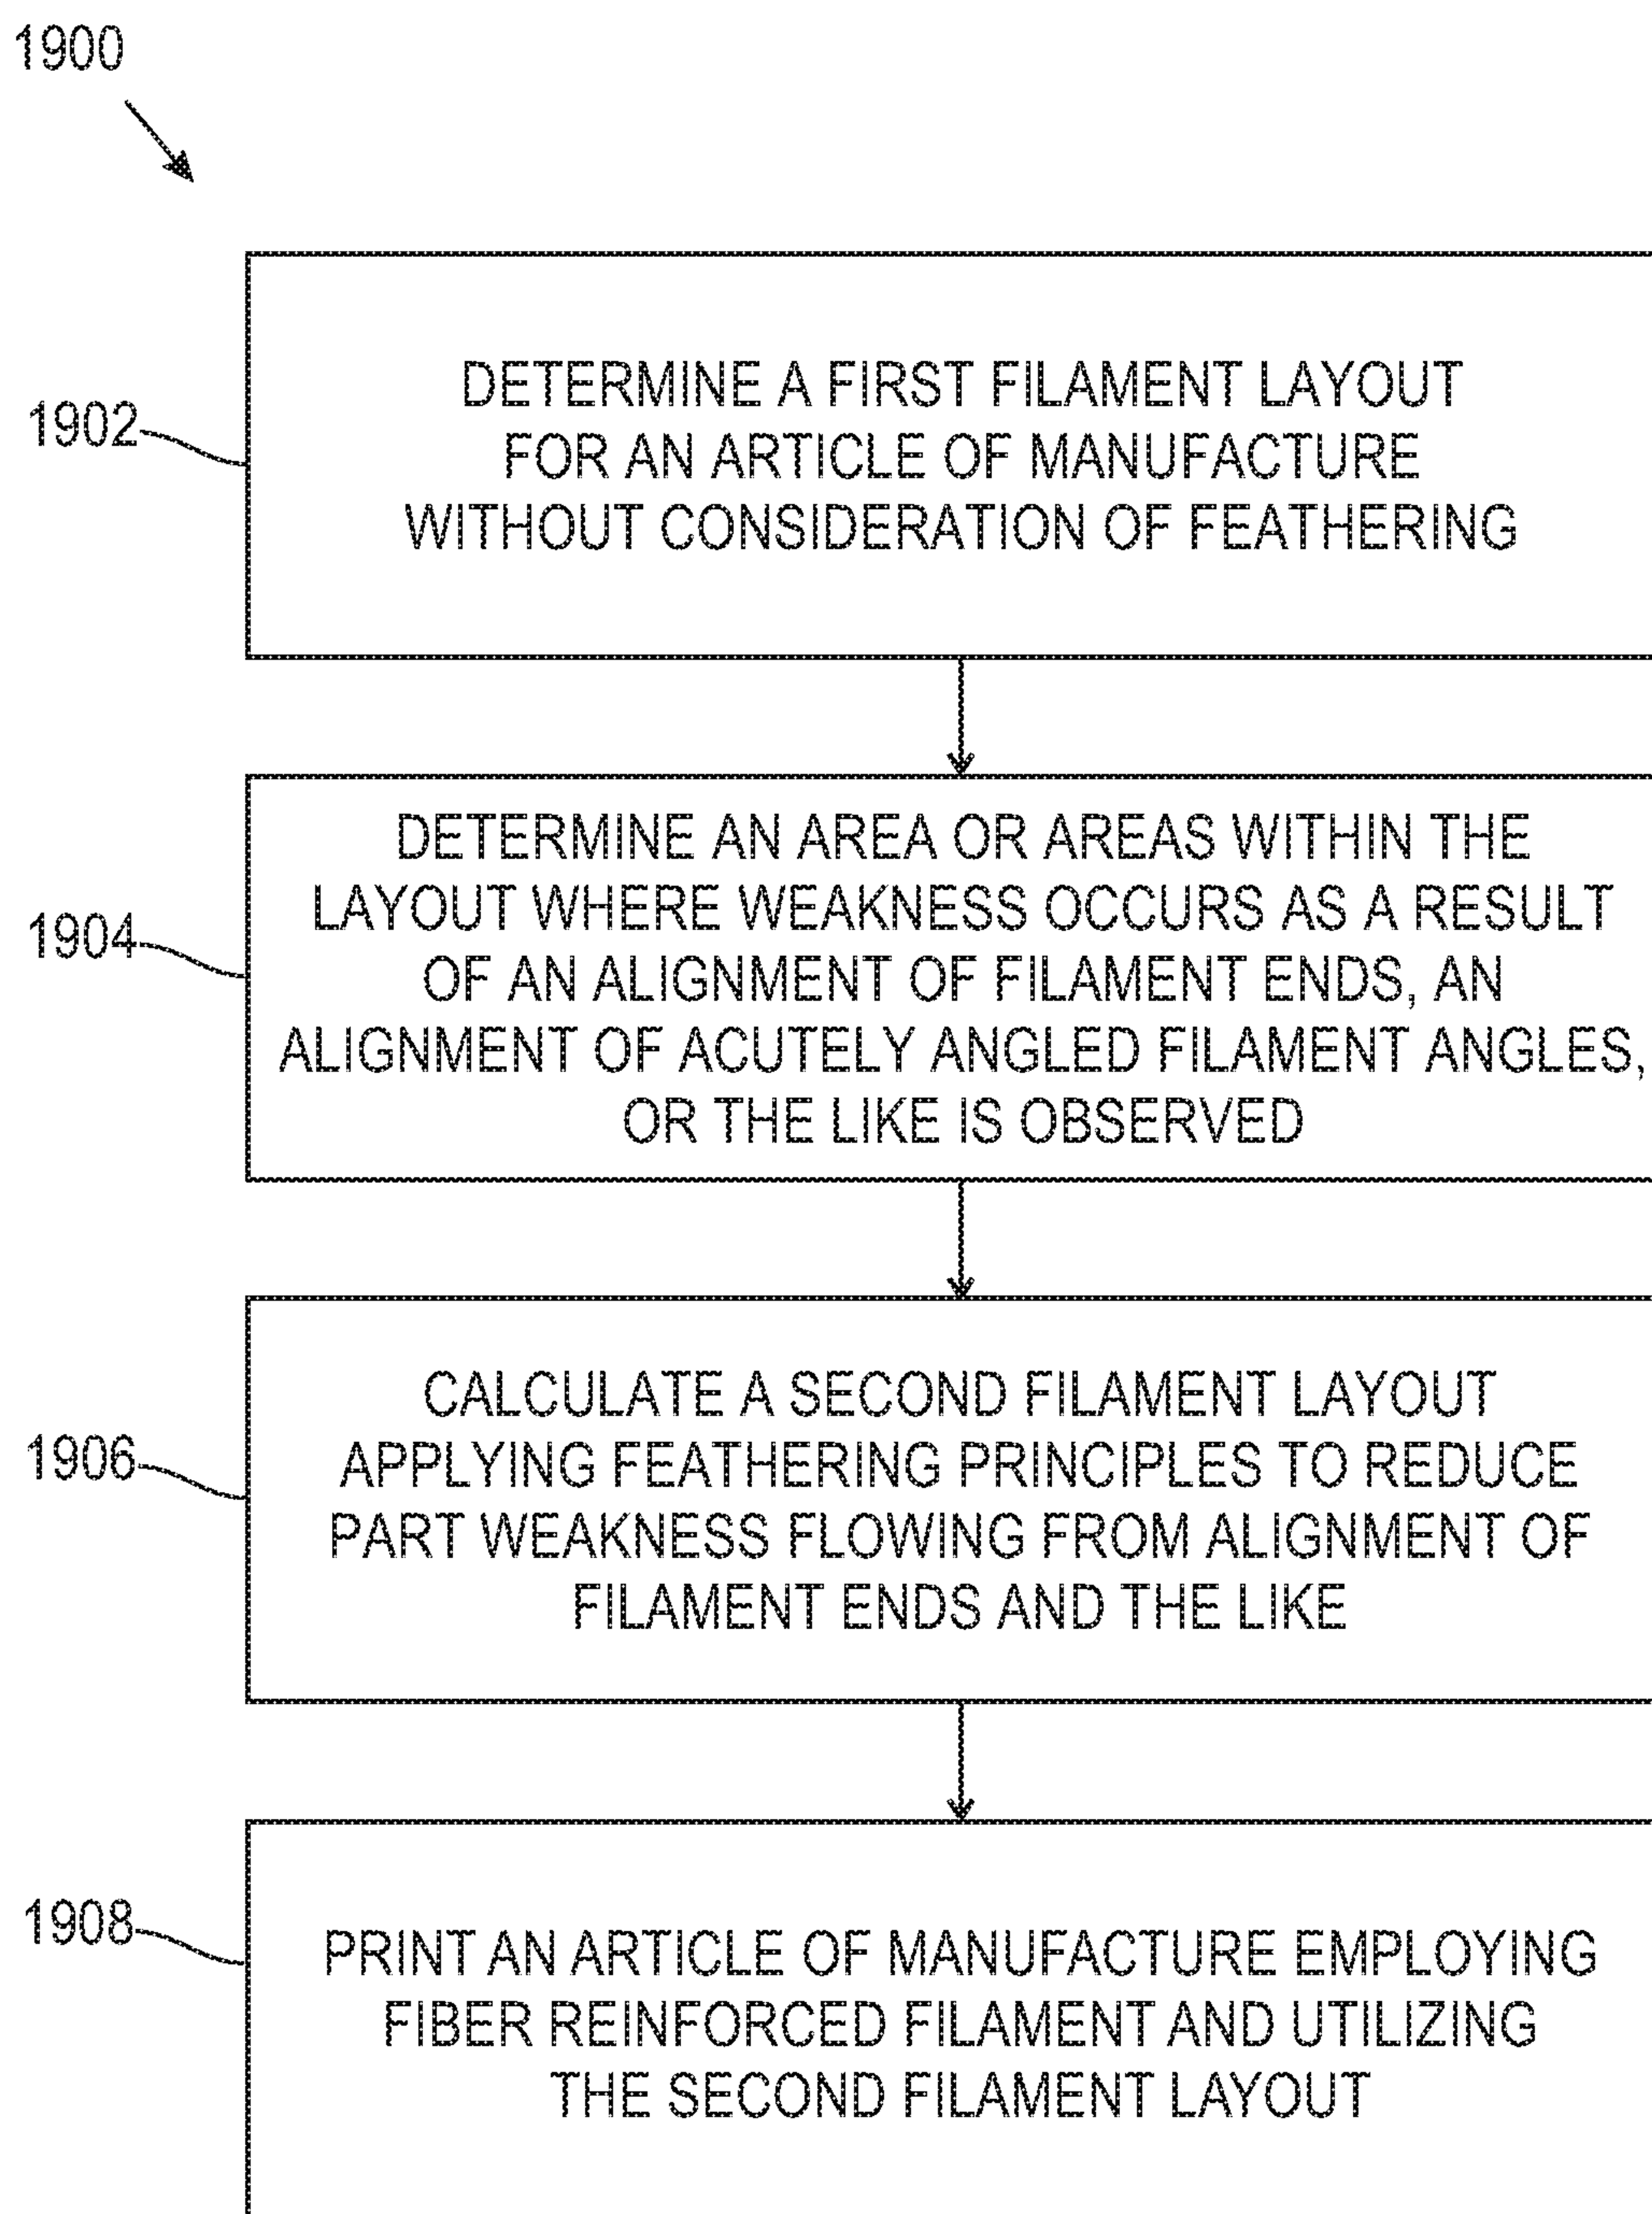 1900
1902
DETERMINE A FIRST FILAMENT LAYOUT
FOR AN ARTICLE OF MANUFACTURE
WITHOUT CONSIDERATION OF FEATHERING
1904
DETERMINE AN AREA OR AREAS WITHIN THE
LAYOUT WHERE WEAKNESS OCCURS AS A RESULT
OF AN ALIGNMENT OF FILAMENT ENDS, AN
ALIGNMENT OF ACUTELY ANGLED FILAMENT ANGLES,
OR THE LIKE IS OBSERVED
1906
CALCULATE A SECOND FILAMENT LAYOUT
APPLYING FEATHERING PRINCIPLES TO REDUCE
PART WEAKNESS FLOWING FROM ALIGNMENT OF
FILAMENT ENDS AND THE LIKE
1908
PRINT AN ARTICLE OF MANUFACTURE EMPLOYING
FIBER REINFORCED FILAMENT AND UTILIZING
THE SECOND FILAMENT LAYOUT